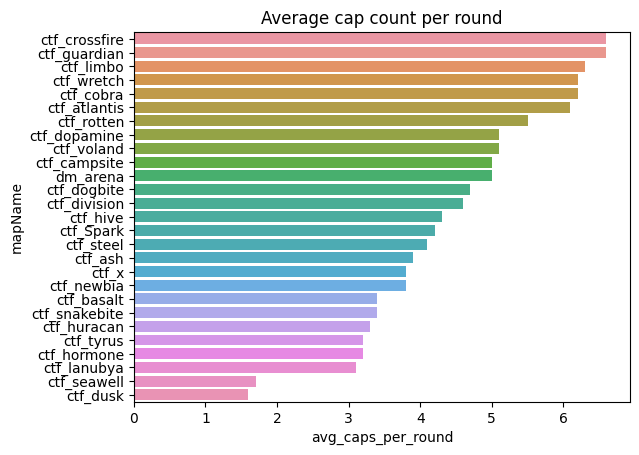 Average cap count per round
mapName
ctf_crossfire
ctf_guardian
ctf_limbo
ctf_wretch
ctf_cobra
ctf_atlantis
ctf_rotten
ctf_dopamine
ctf_voland
ctf_campsite
dm_arena
ctf_dogbite
ctf_division
ctf_hive
ctf_Spark
ctf_steel
ctf_ash
ctf_x
ctf_newbia
ctf_basalt
ctf_snakebite
ctf_huracan
ctf_tyrus
ctf_hormone
ctf_lanubya
ctf_seawell
ctf_dusk
0 1 2 3 4 5 6
avg_caps_per_round